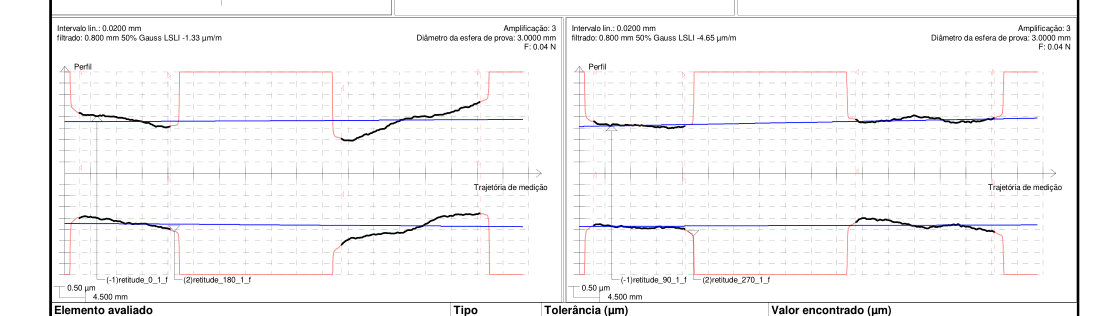 Intervalo lin.: 0.0200 mm
filtrado: 0.800 mm 50% Gauss LSLI -1.33 µm/m
Amplificação: 3
Diâmetro da esfera de prova: 3.0000 mm
F: 0.04 N
Perfil
Trajetória de medição
(-1)retitude_0_1_f
(2)retitude_180_1_f
0.50 µm
4.500 mm
Intervalo lin.: 0.0200 mm
filtrado: 0.800 mm 50% Gauss LSLI -4.65 µm/m
Amplificação: 3
Diâmetro da esfera de prova: 3.0000 mm
F: 0.04 N
Perfil
Trajetória de medição
(-1)retitude_90_1_f
(2)retitude_270_1_f
0.50 µm
4.500 mm
Elemento avaliado Tipo Tolerância (µm) Valor encontrado (µm)